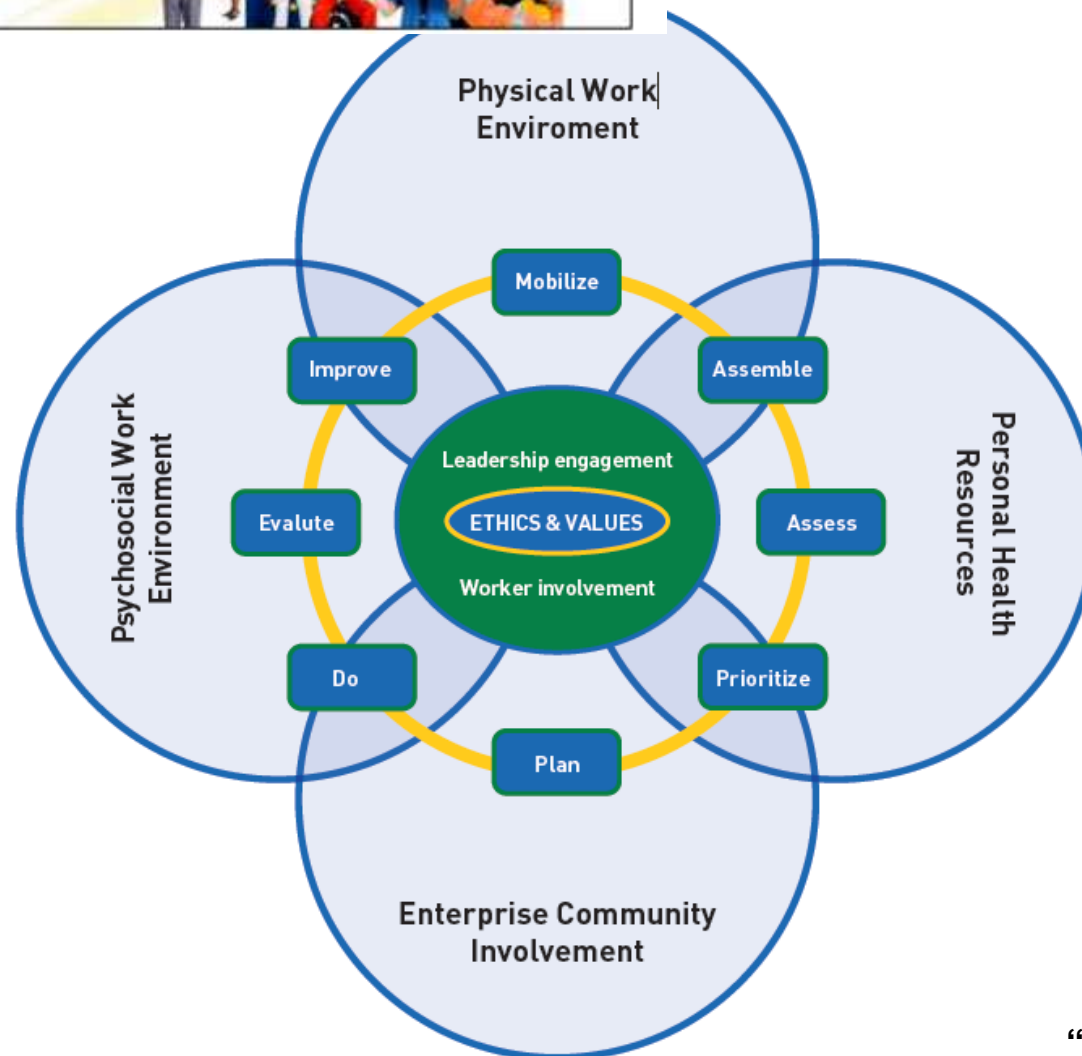 Physical Work
Enviroment
Mobilize
Improve
Assemble
Psychosocial Work
Environment
Leadership engagement
Personal Health
Resources
Evalute
ETHICS & VALUES
Assess
Worker involvement
Do
Prioritize
Plan
Enterprise Community
Involvement
“